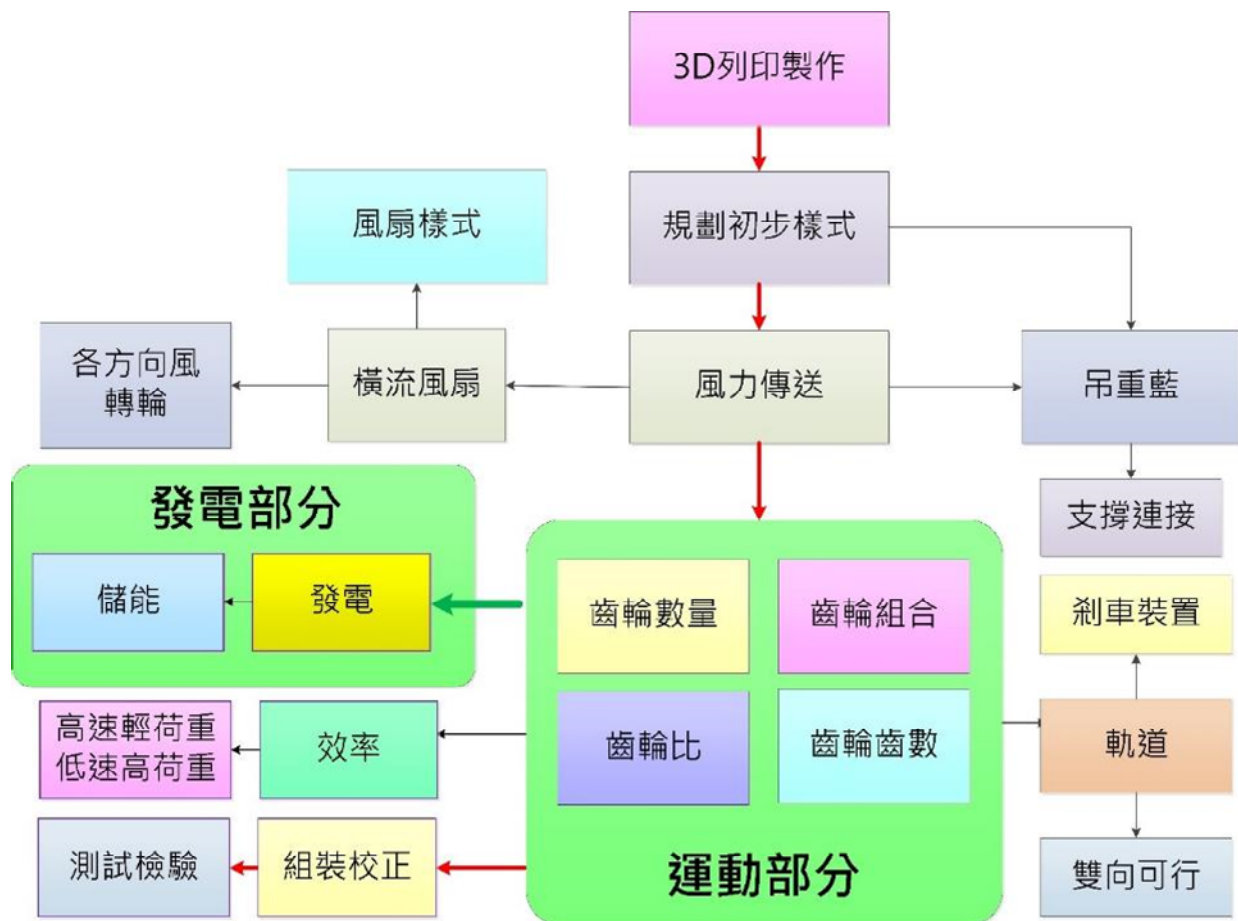 3D列印製作
風扇樣式
規劃初步樣式
各方向風
轉輪
橫流風扇
風力傳送
吊重藍
發電部分
支撐連接
儲能
發電
齒輪數量
齒輪組合
剎車裝置
高速輕荷重
低速高荷重
效率
齒輪比
齒輪齒數
軌道
測試檢驗
組裝校正
運動部分
雙向可行